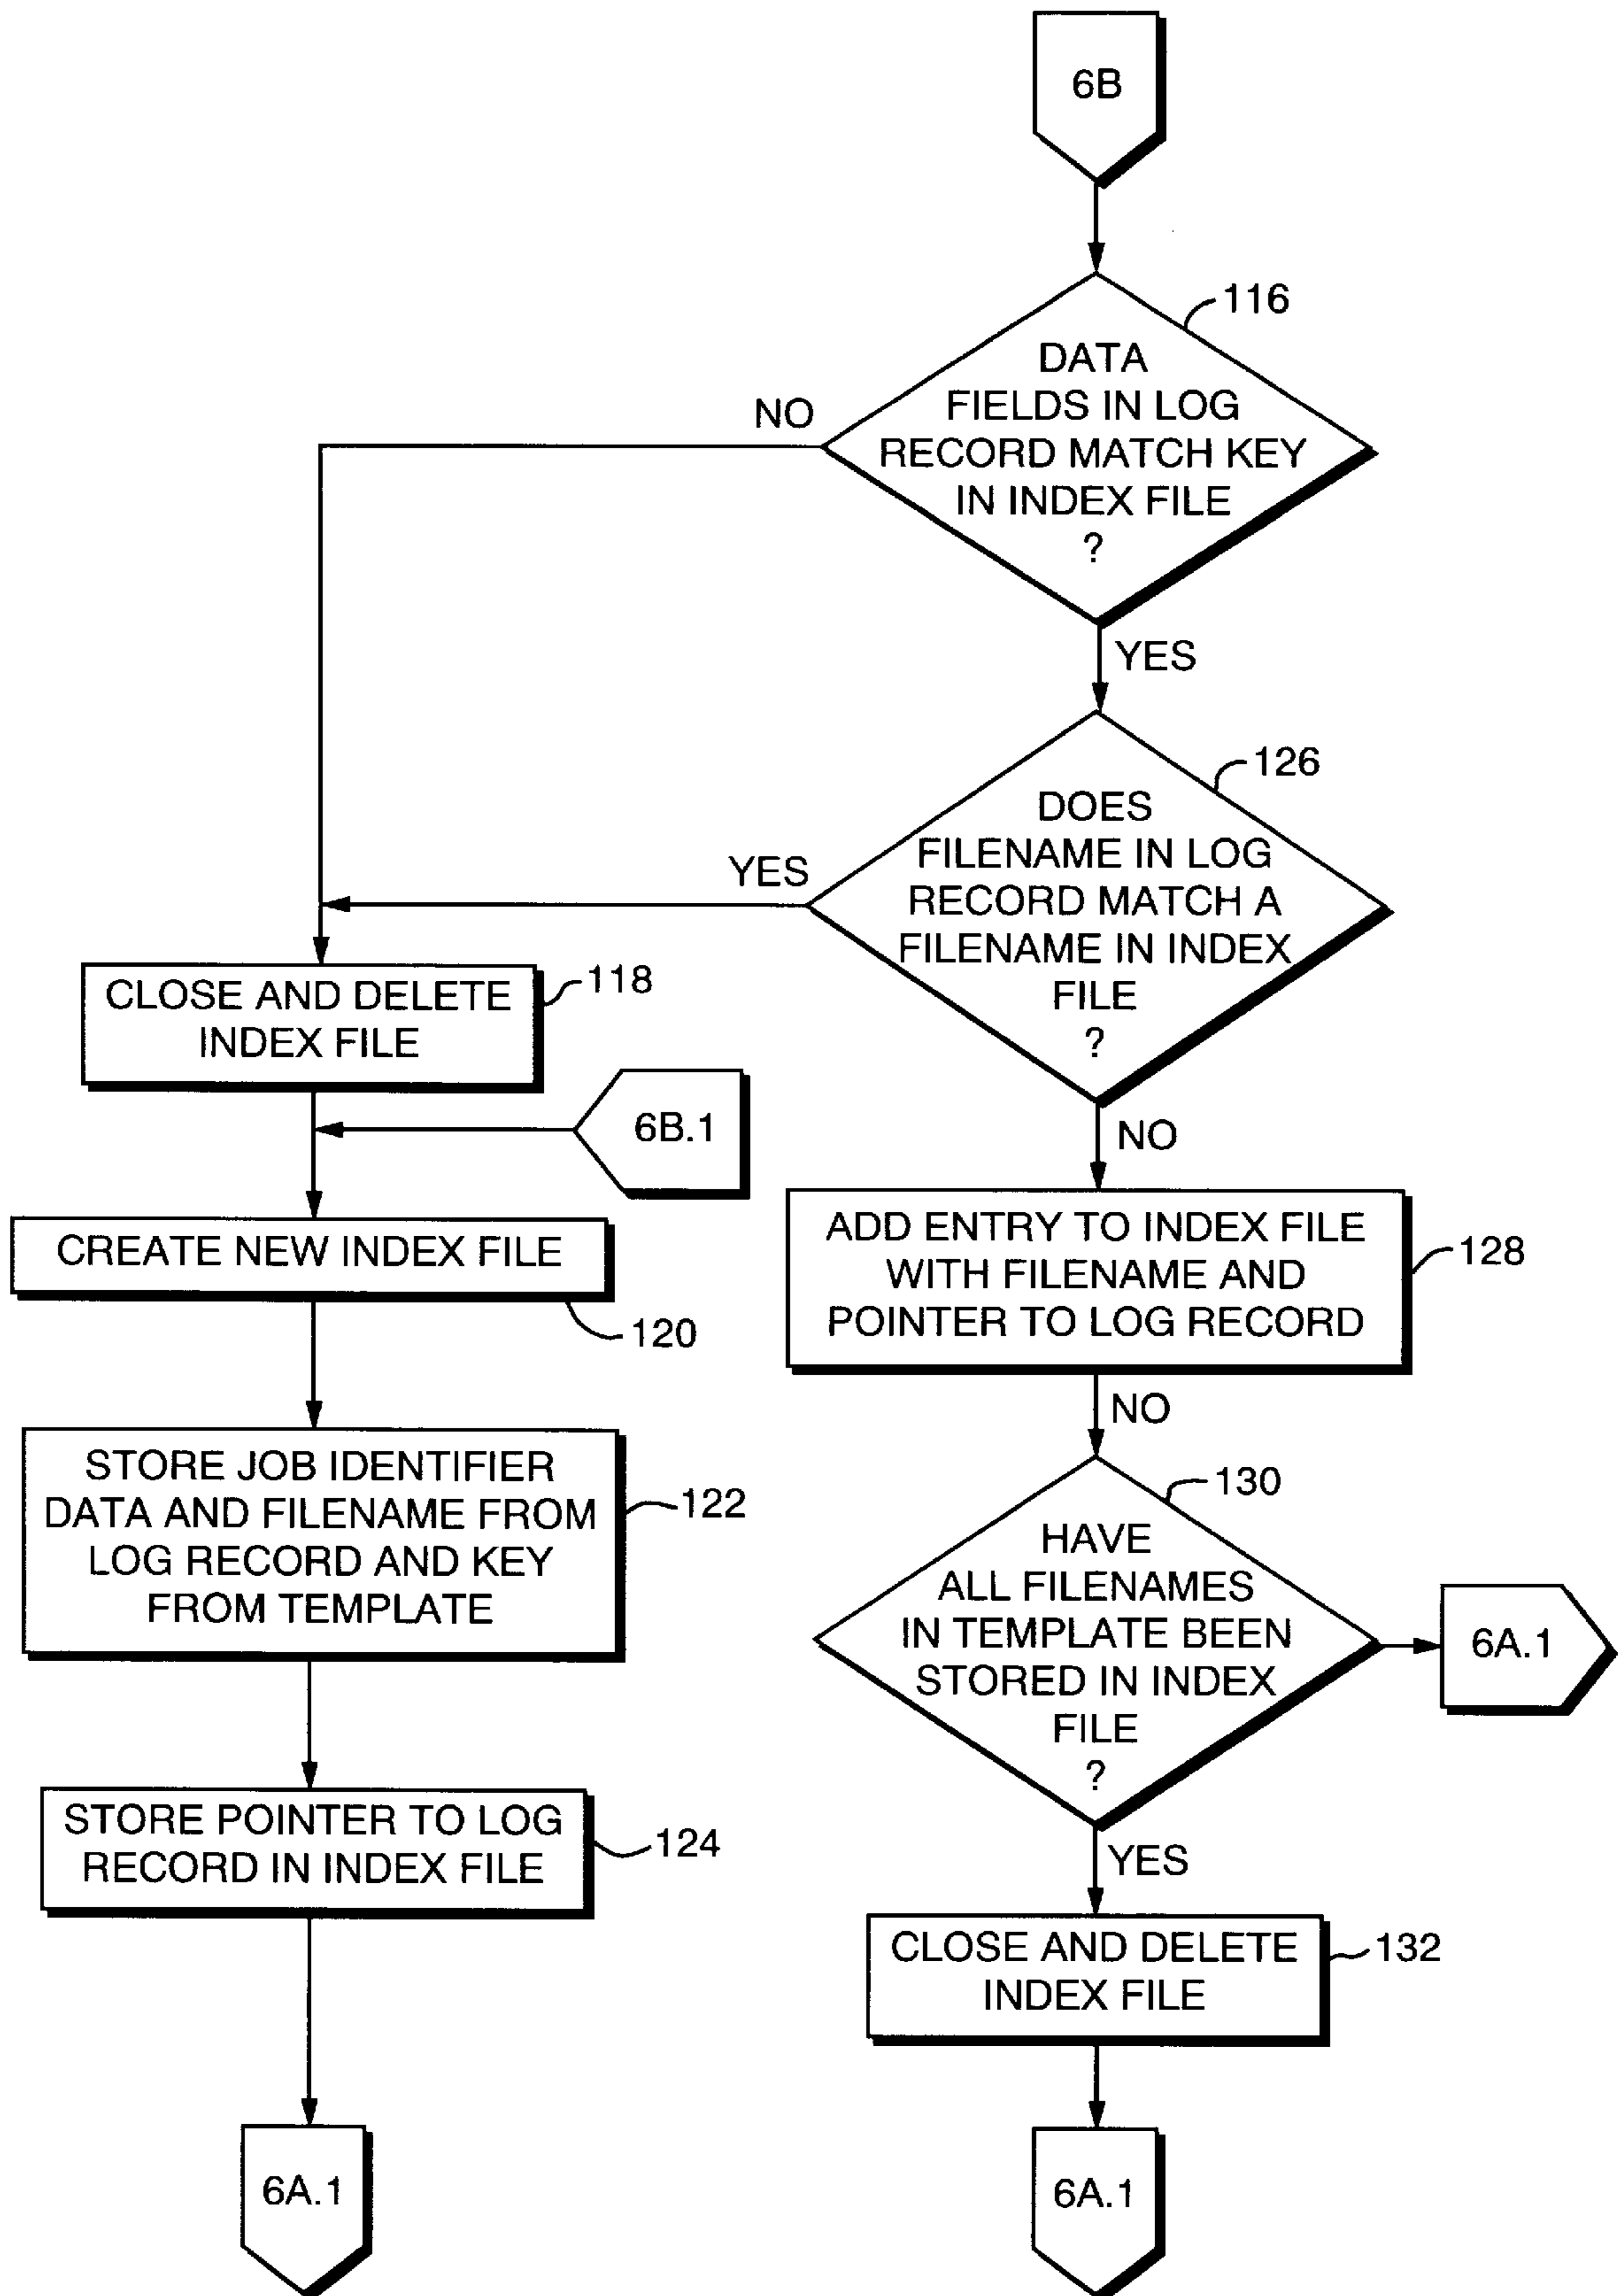 6B
116
DATA
FIELDS IN LOG
RECORD MATCH KEY
IN INDEX FILE
?
NO
YES
126
DOES
FILENAME IN LOG
RECORD MATCH A
FILENAME IN INDEX
FILE
?
YES
NO
118
CLOSE AND DELETE
INDEX FILE
6B.1
CREATE NEW INDEX FILE
120
STORE JOB IDENTIFIER
DATA AND FILENAME FROM
LOG RECORD AND KEY
FROM TEMPLATE
122
STORE POINTER TO LOG
RECORD IN INDEX FILE
124
6A.1
ADD ENTRY TO INDEX FILE
WITH FILENAME AND
POINTER TO LOG RECORD
128
NO
130
HAVE
ALL FILENAMES
IN TEMPLATE BEEN
STORED IN INDEX
FILE
?
6A.1
YES
CLOSE AND DELETE
INDEX FILE
132
6A.1